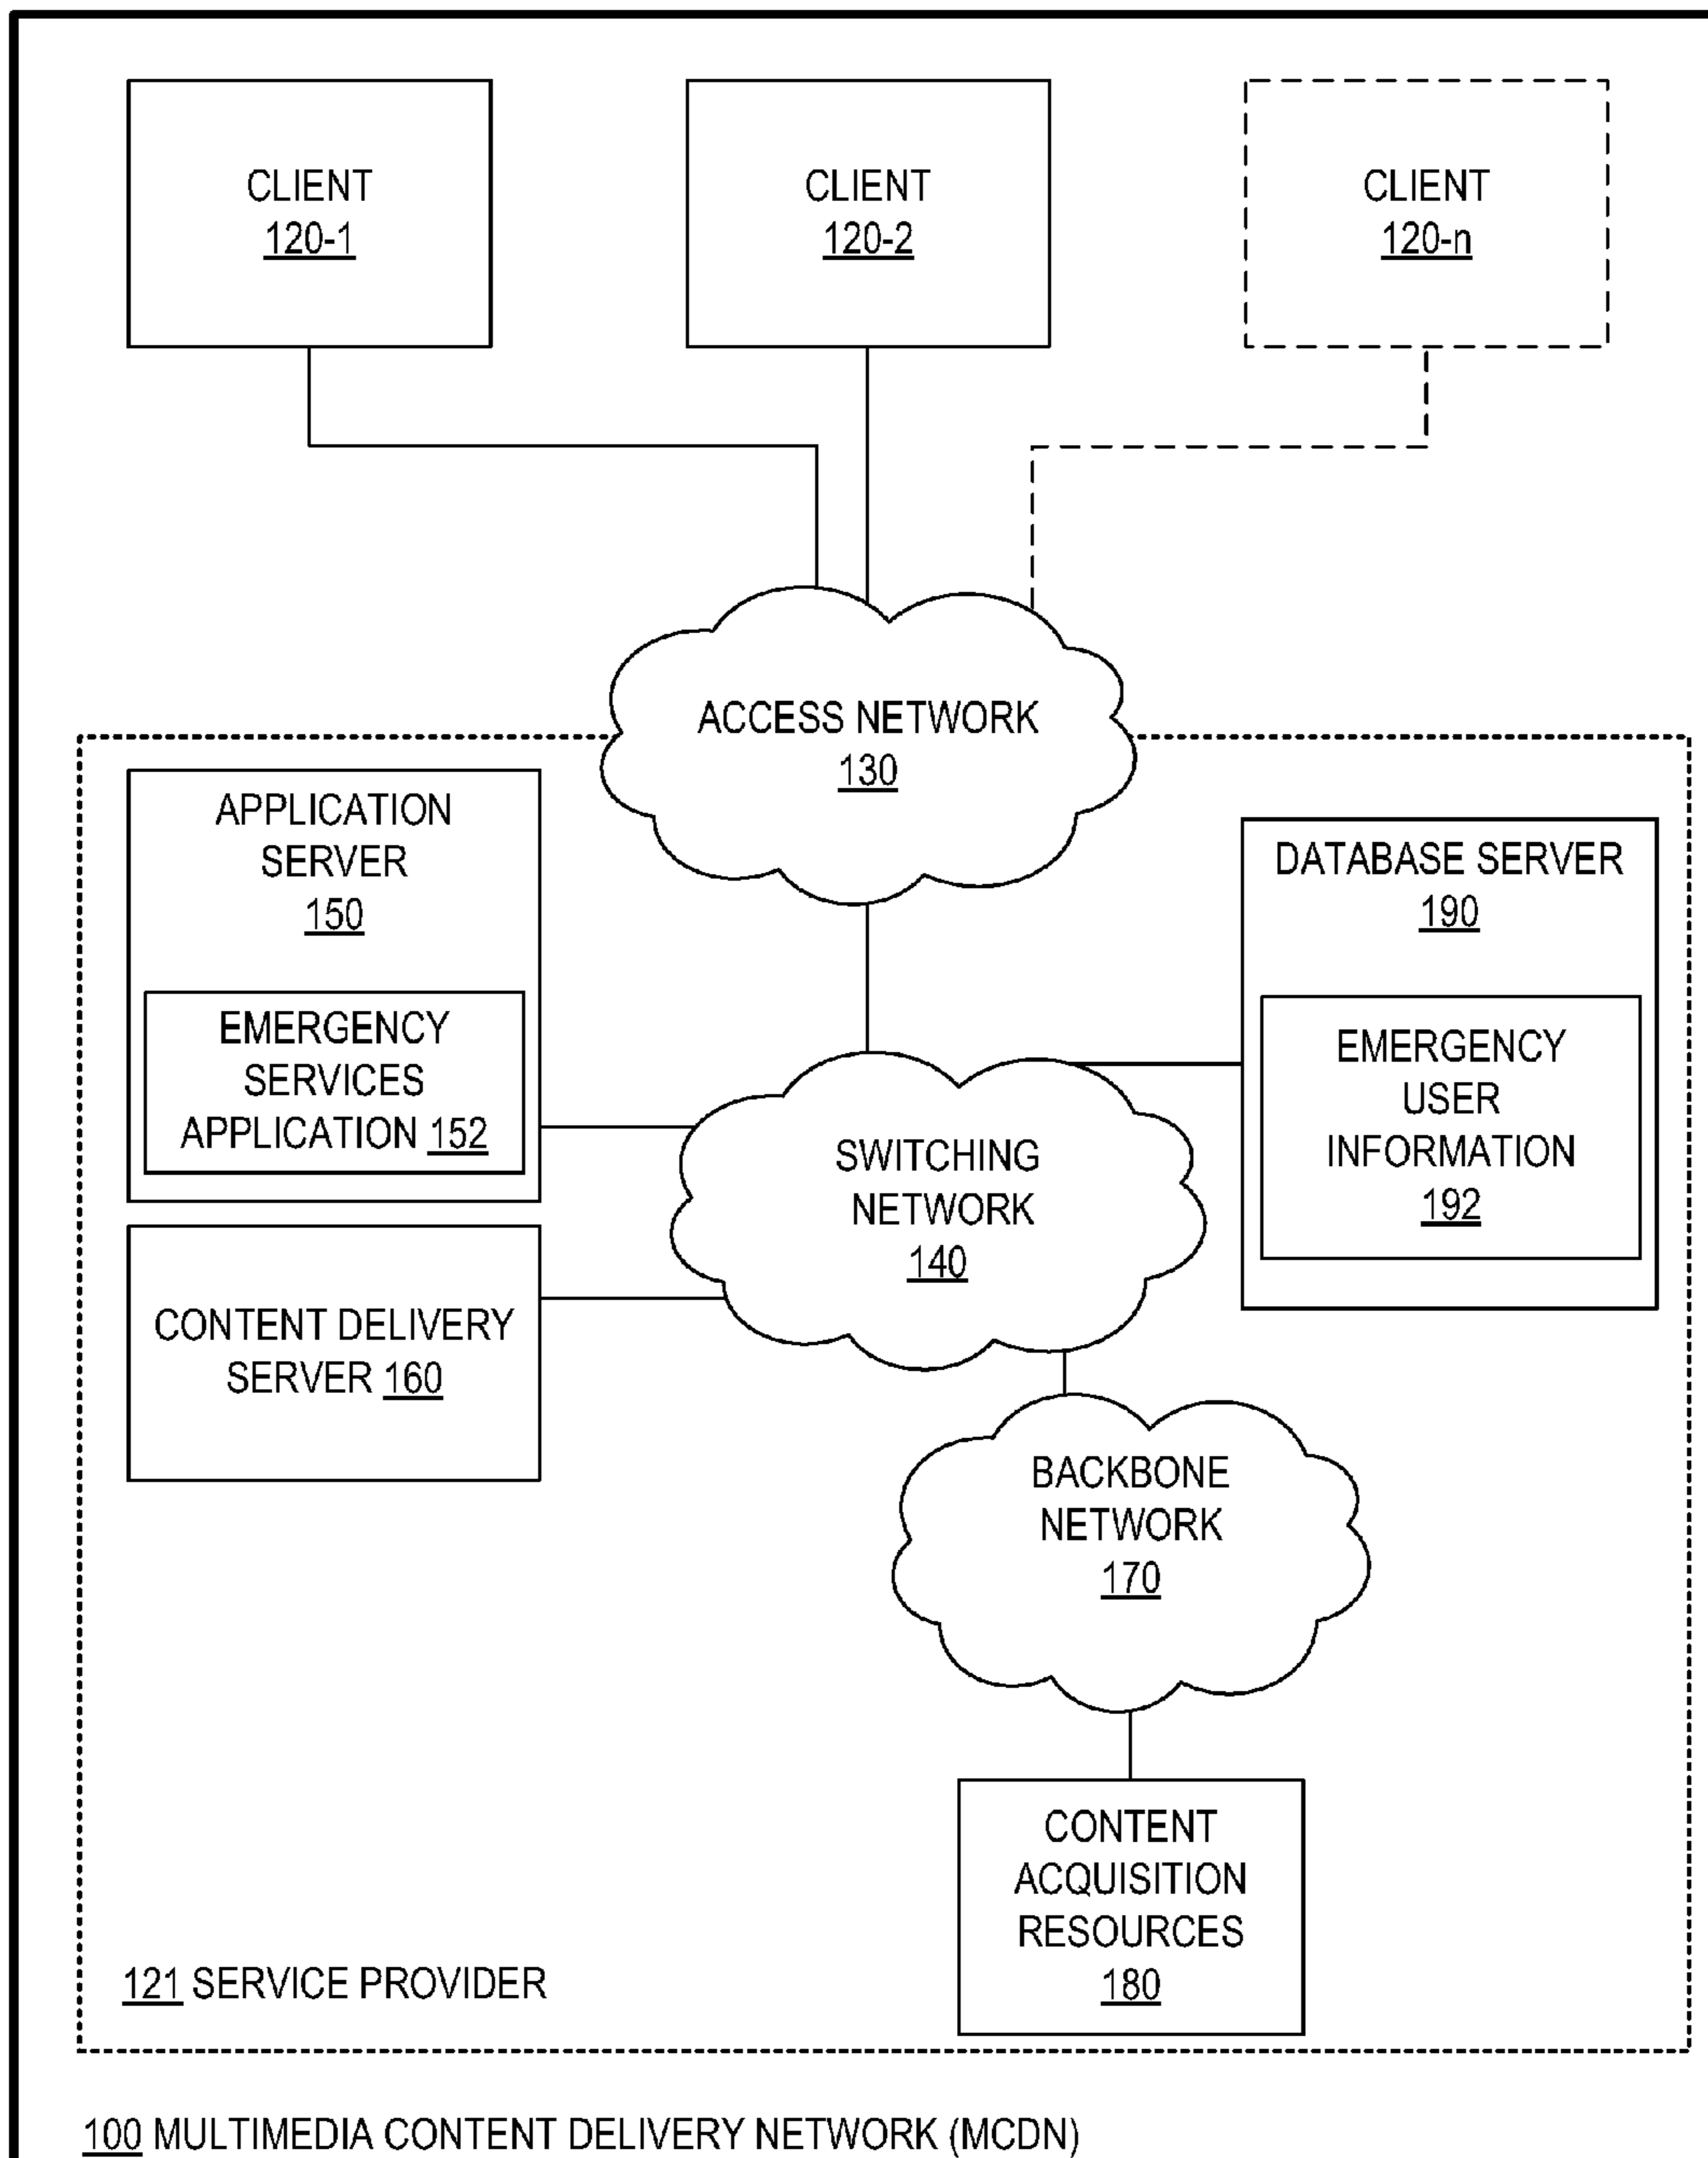 CLIENT
120-1
CLIENT
120-2
CLIENT
120-n
ACCESS NETWORK
130
APPLICATION
SERVER
150
EMERGENCY
SERVICES
APPLICATION 152
DATABASE SERVER
190
EMERGENCY
USER
INFORMATION
192
SWITCHING
NETWORK
140
CONTENT DELIVERY
SERVER 160
BACKBONE
NETWORK
170
CONTENT
ACQUISITION
RESOURCES
180
121 SERVICE PROVIDER
100 MULTIMEDIA CONTENT DELIVERY NETWORK (MCDN)